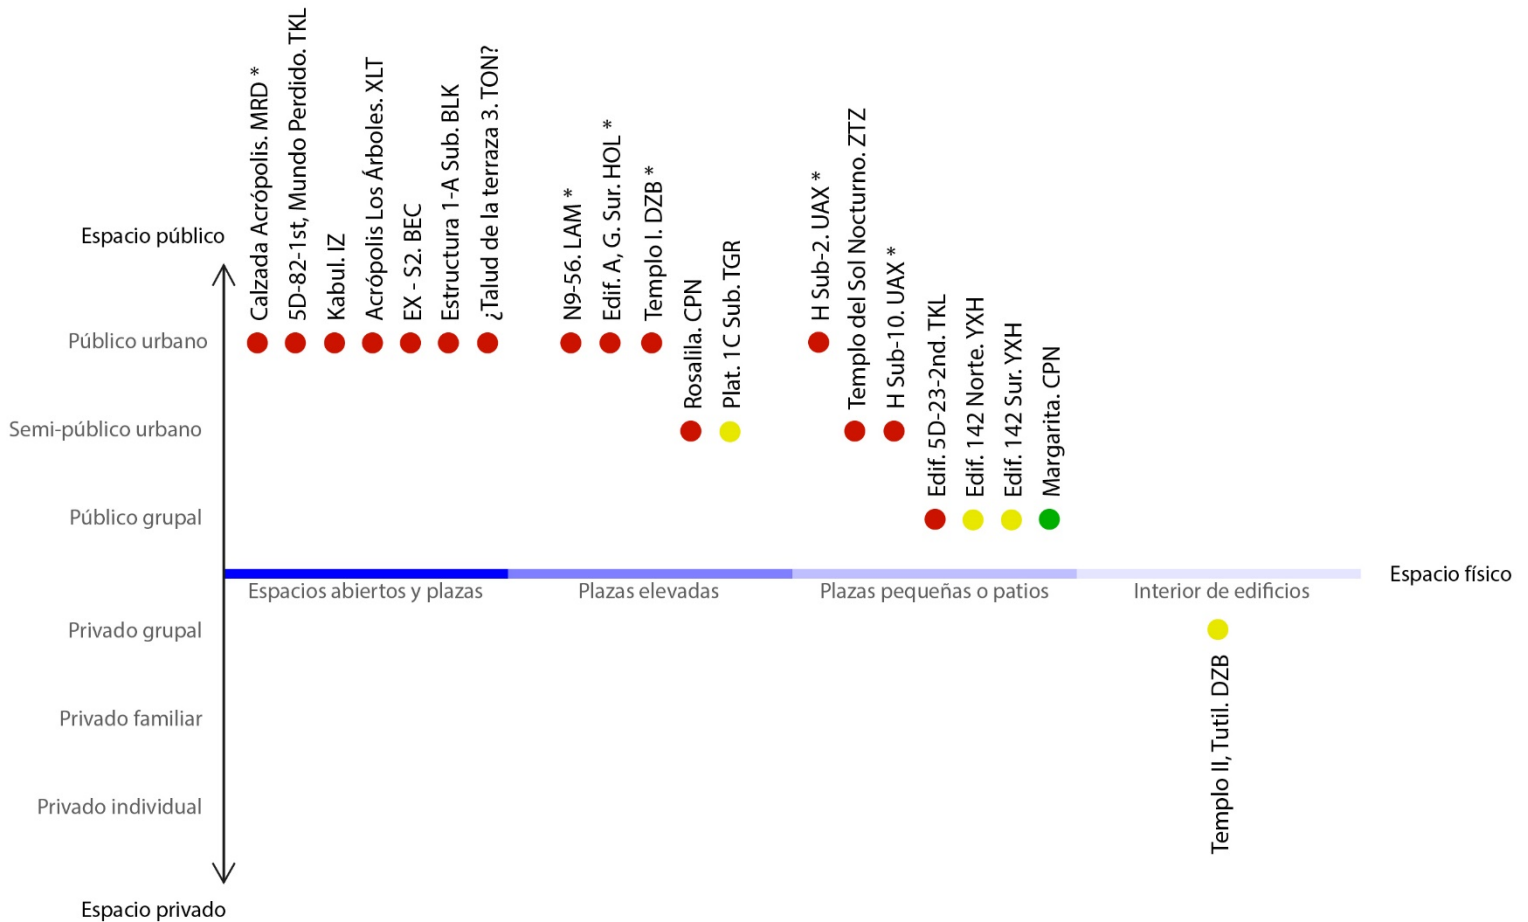 Calzada Acrópolis. MRD *
5D-82-1st, Mundo Perdido. TKL
Kabul. IZ
Acrópolis Los Árboles. XLT
EX - S2. BEC
Estructura 1-A Sub. BLK
¿Talud de la terraza 3. TON?
N9-56. LAM *
Edif. A, G. Sur. HOL *
Templo I. DZB *
Rosalila. CPN
Plat. 1C Sub. TGR
H Sub-2. UAX *
Templo del Sol Nocturno. ZTZ
H Sub-10. UAX *
Edif. 5D-23-2nd. TKL
Edif. 142 Norte. YXH
Edif. 142 Sur. YXH
Margarita. CPN
Espacio público
Público urbano
Semi-público urbano
Público grupal
Espacio físico
Espacios abiertos y plazas
Plazas elevadas
Plazas pequeñas o patios
Interior de edificios
Privado grupal
Privado familiar
Privado individual
Templo II, Tutil. DZB
Espacio privado